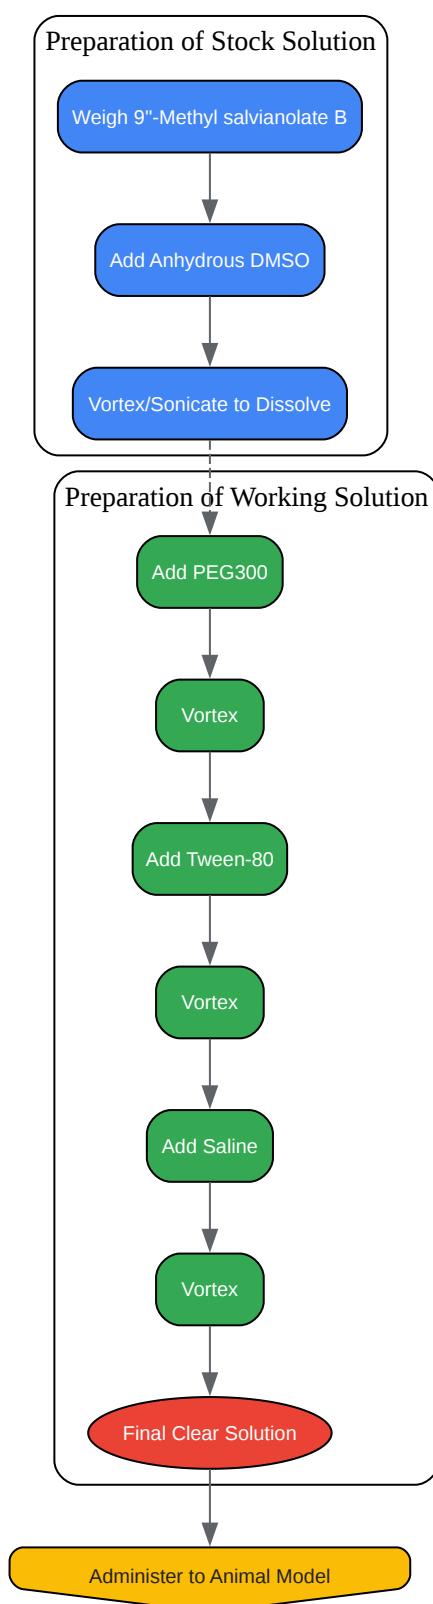 Preparation of Stock Solution
Weigh 9"-Methyl salvianolate B
Add Anhydrous DMSO
Vortex/Sonicate to Dissolve
Preparation of Working Solution
Add PEG300
Vortex
Add Tween-80
Vortex
Add Saline
Vortex
Final Clear Solution
Administer to Animal Model